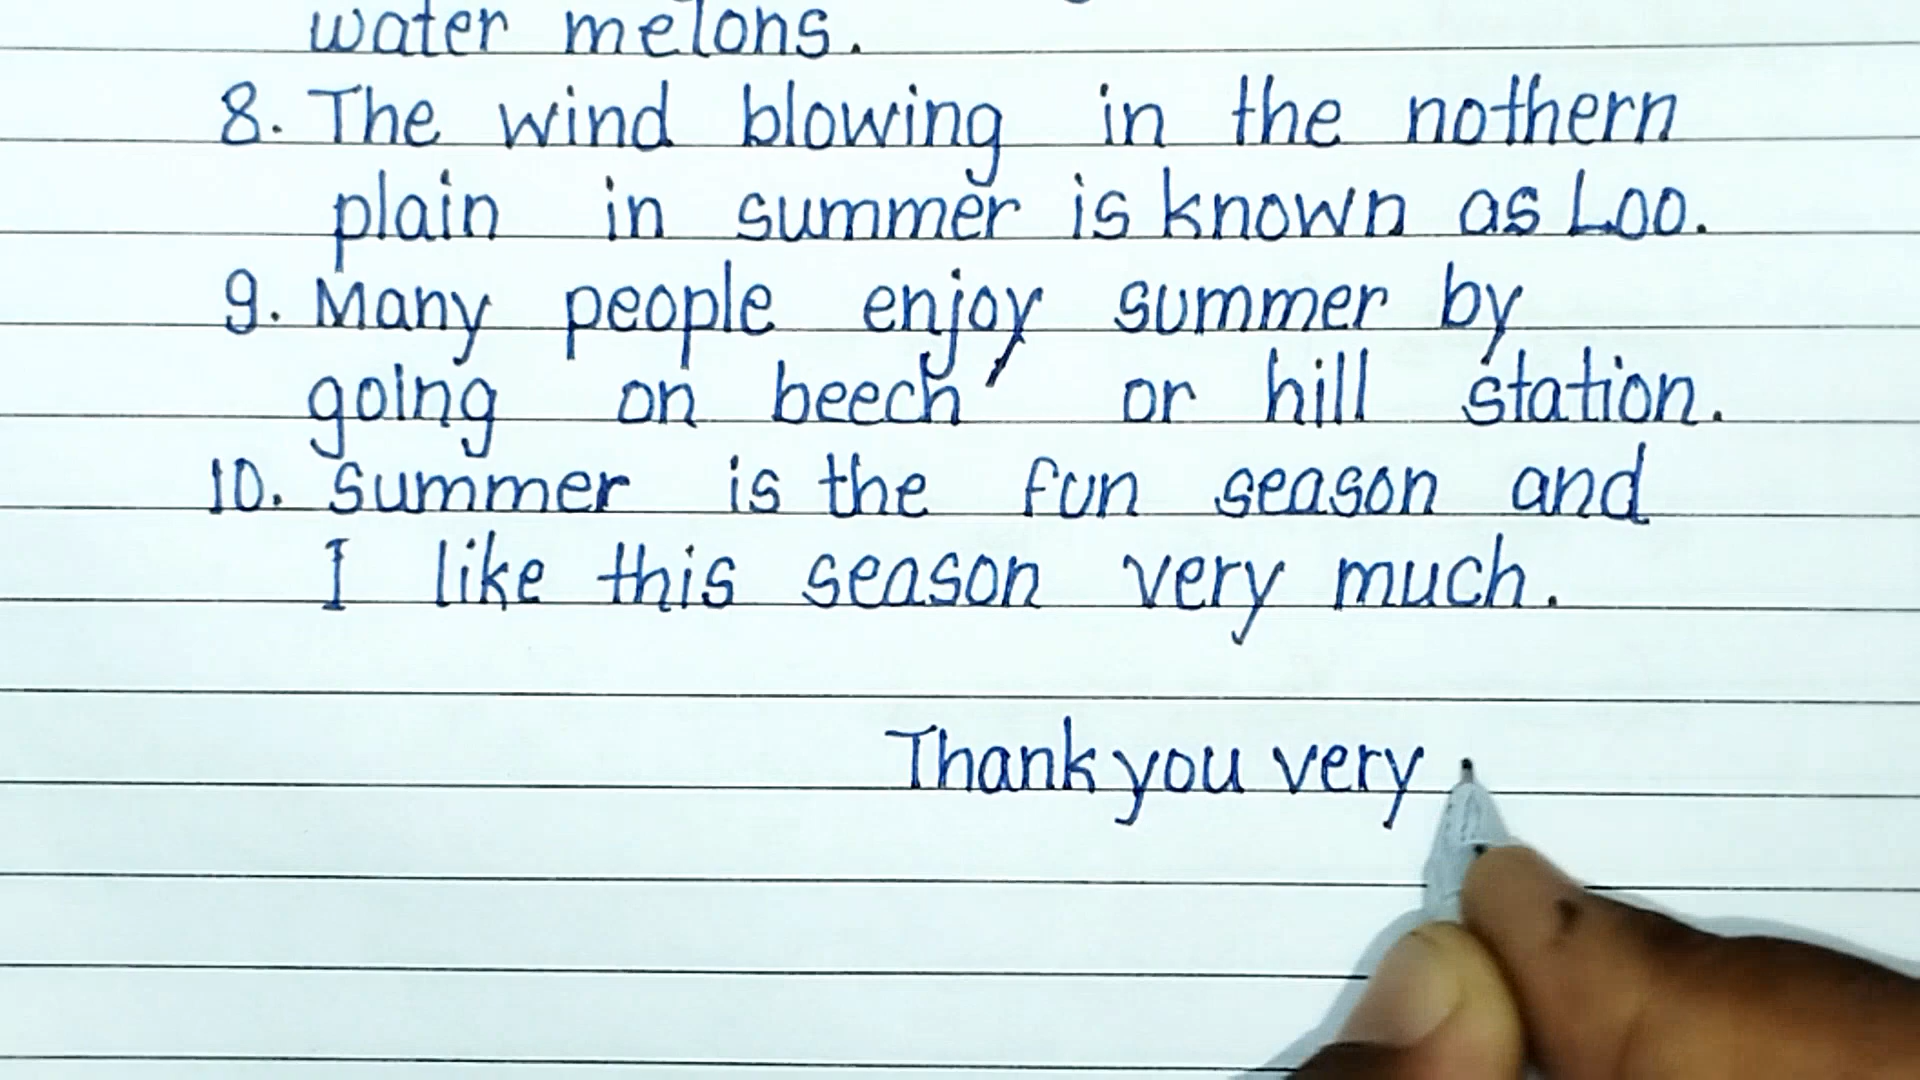 water melons.
8. The wind blowing in the nothern
plain in summer is known as Loo.
9. Many people enjoy summer by
going on beech or hill station.
10. Summer is the fun season and
I like this season very much.
Thank you very